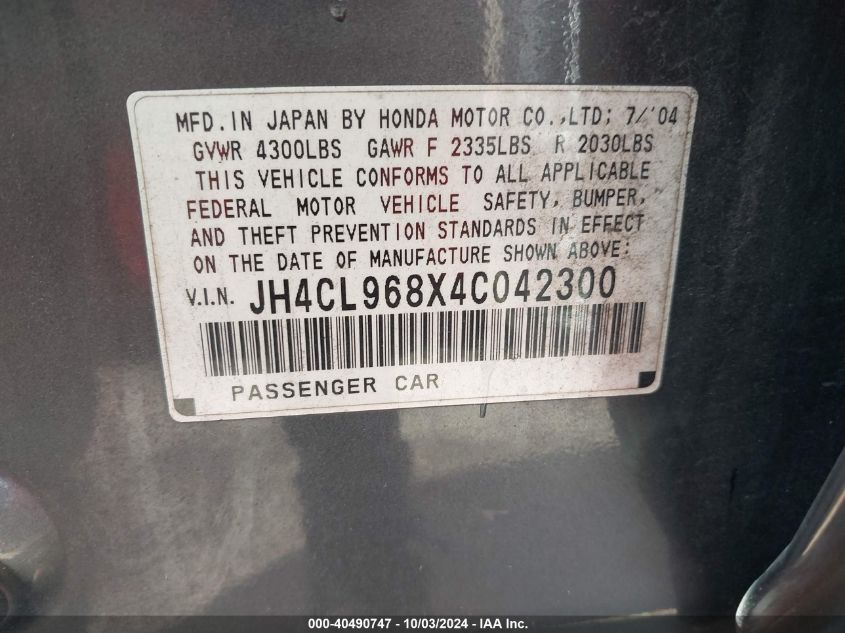 MFD. IN JAPAN BY HONDA MOTOR CO.,LTD; 7/'04
GVWR 4300LBS GAWR F 2335LBS R 2030LBS
THIS VEHICLE CONFORMS TO ALL APPLICABLE
FEDERAL MOTOR VEHICLE SAFETY, BUMPER,
AND THEFT PREVENTION STANDARDS IN EFFECT
ON THE DATE OF MANUFACTURE SHOWN ABOVE:
V.I.N. JH4CL968X4C042300
PASSENGER CAR
000-40490747 - 10/03/2024 - IAA Inc.